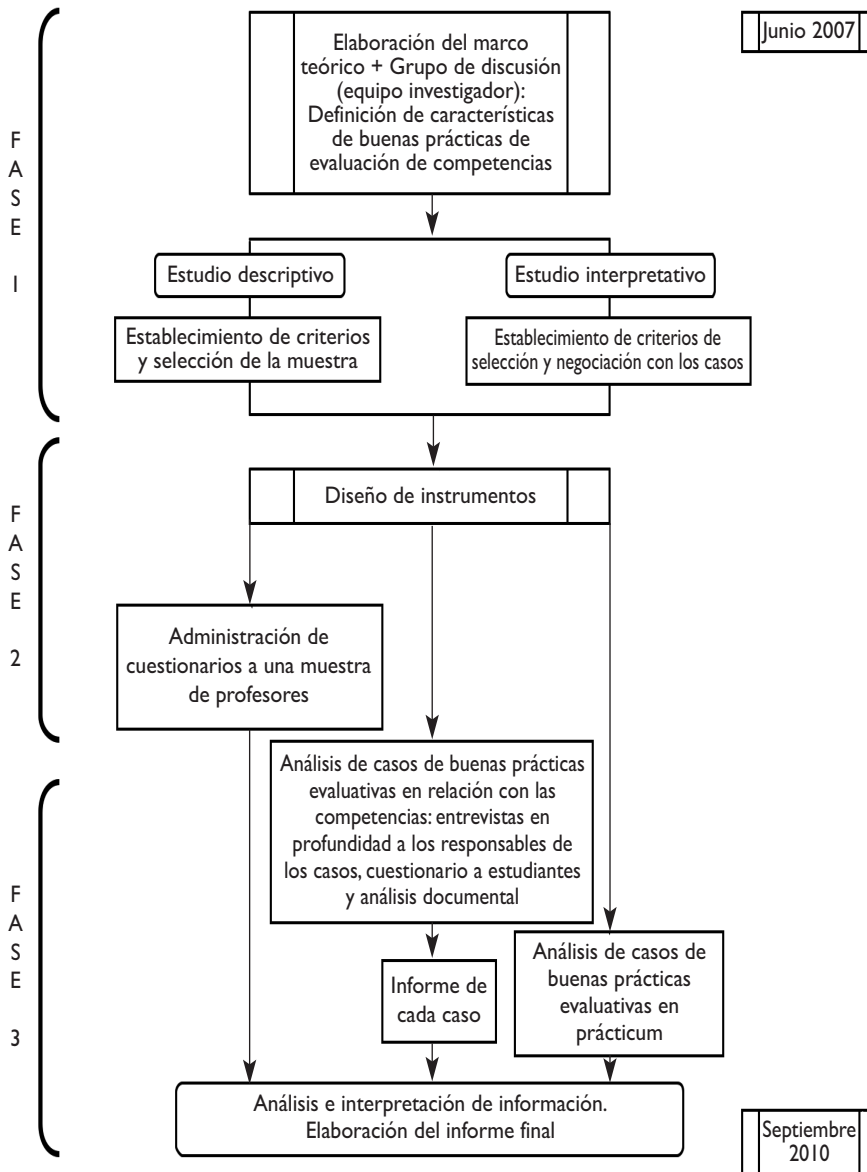 Junio 2007
Elaboración del marco
teórico + Grupo de discusión
(equipo investigador):
Definición de características
de buenas prácticas de
evaluación de competencias
F
A
S
E
1
Estudio descriptivo
Estudio interpretativo
Establecimiento de criterios
y selección de la muestra
Establecimiento de criterios de
selección y negociación con los casos
F
A
S
E
2
Diseño de instrumentos
Administración de
cuestionarios a una muestra
de profesores
F
A
S
E
3
Análisis de casos de buenas prácticas
evaluativas en relación con las
competencias: entrevistas en
profundidad a los responsables de
los casos, cuestionario a estudiantes
y análisis documental
Informe de
cada caso
Análisis de casos de
buenas prácticas
evaluativas en
prácticum
Análisis e interpretación de información.
Elaboración del informe final
Septiembre
2010